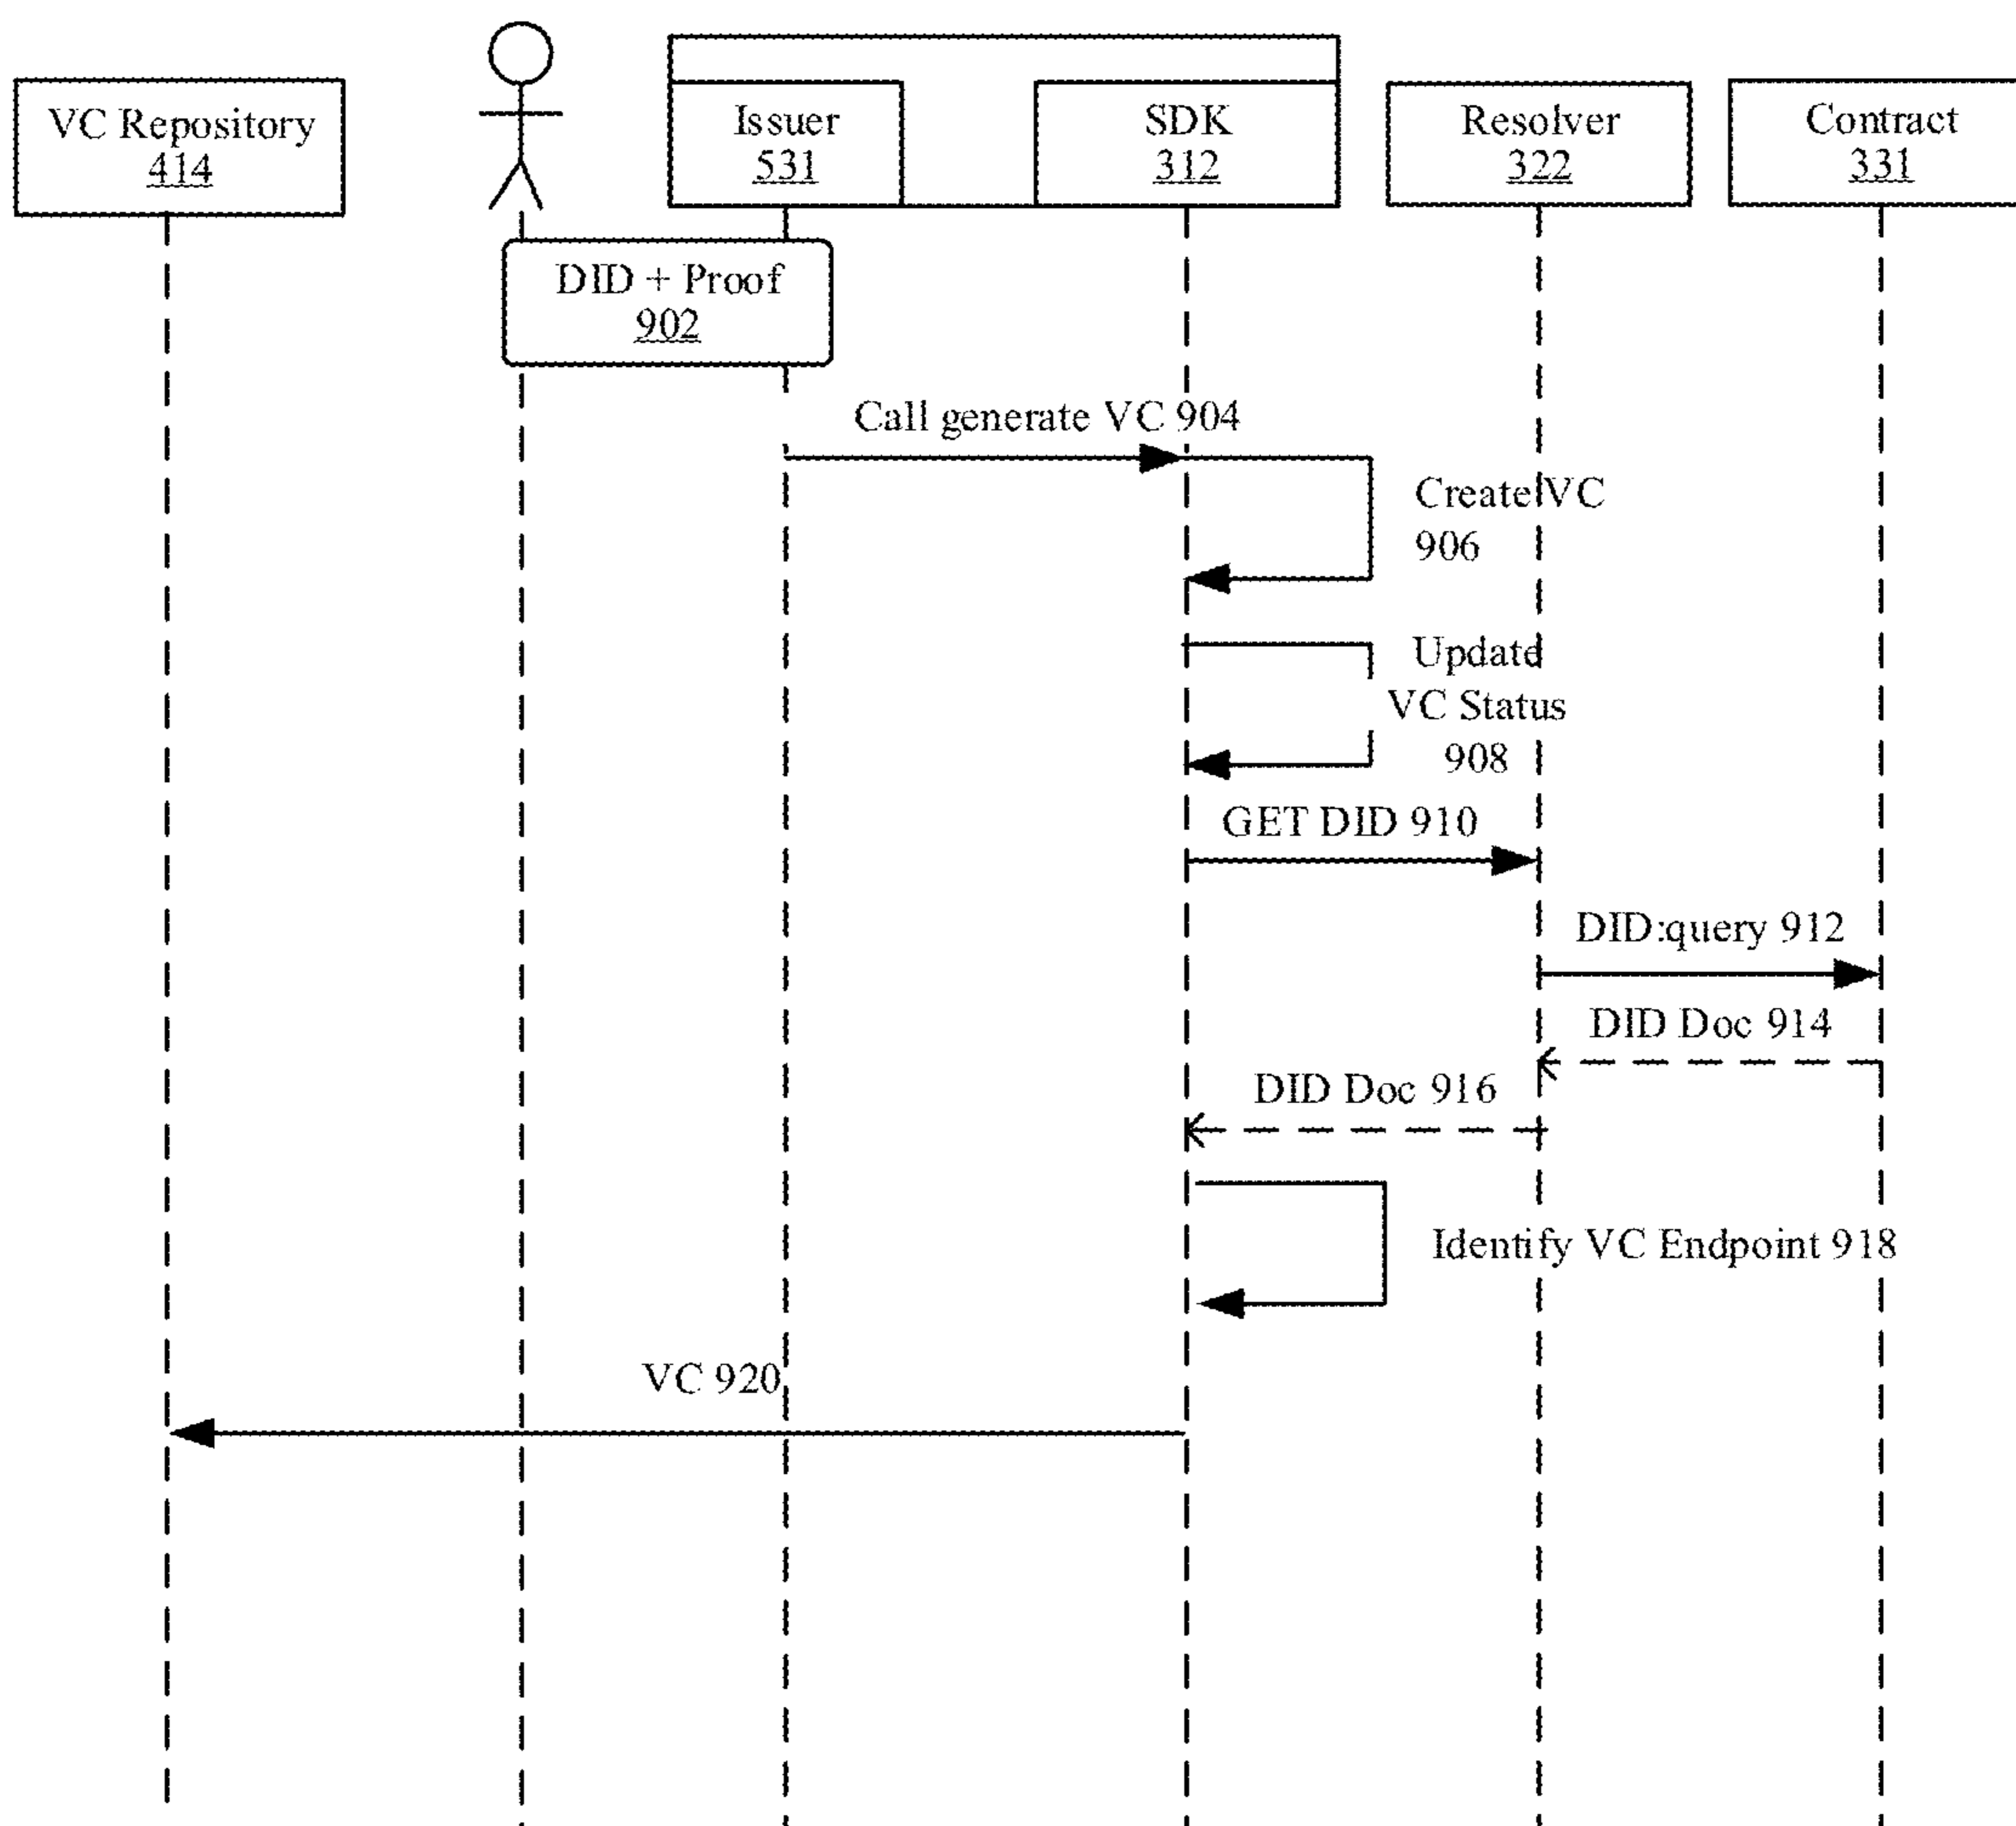 VC Repository
414
Issuer
531
SDK
312
Resolver
322
Contract
331
DID + Proof
902
Call generate VC 904
Create VC
906
Update
VC Status
908
GET DID 910
DID:query 912
DID Doc 914
DID Doc 916
Identify VC Endpoint 918
VC 920